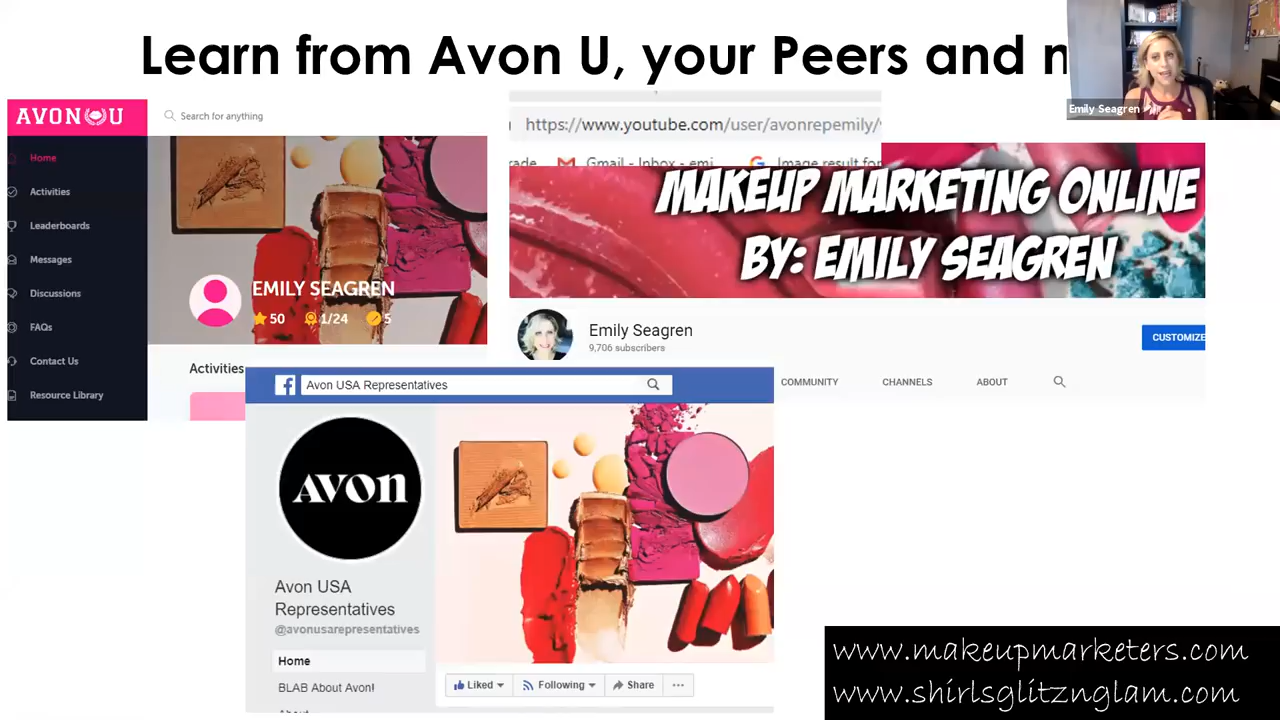 Learn from Avon U, your Peers and m
Emily Seagren
AVON U
Search for anything
Home
Activities
Leaderboards
Messages
Discussions
FAQs
Contact Us
Resource Library
EMILY SEAGREN
50 1/24 5
Activities
https://www.youtube.com/user/avonrepemily/
Gmail - Inbox - emi
Image result for
MAKEUP MARKETING ONLINE
BY: EMILY SEAGREN
Emily Seagren
9,706 subscribers
CUSTOMIZE
COMMUNITY CHANNELS ABOUT
Avon USA Representatives
AVON
Avon USA
Representatives
@avonusarepresentatives
Home
BLAB About Avon!
About
Liked Following Share
www.makeupmarketers.com
www.shirlsglitznglam.com